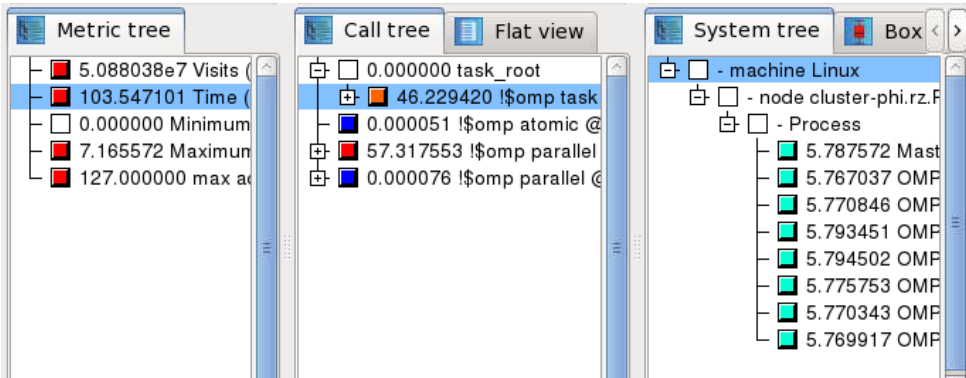 Metric tree
5.088038e7 Visits (
103.547101 Time (
0.000000 Minimum
7.165572 Maximum
127.000000 max a
Call tree
Flat view
0.000000 task_root
46.229420 !$omp task
0.000051 !$omp atomic @
57.317553 !$omp parallel
0.000076 !$omp parallel @
System tree
Box
- machine Linux
- node cluster-phi.rz.
- Process
5.787572 Mast
5.767037 OMP
5.770846 OMP
5.793451 OMP
5.794502 OMP
5.775753 OMP
5.770343 OMP
5.769917 OMP